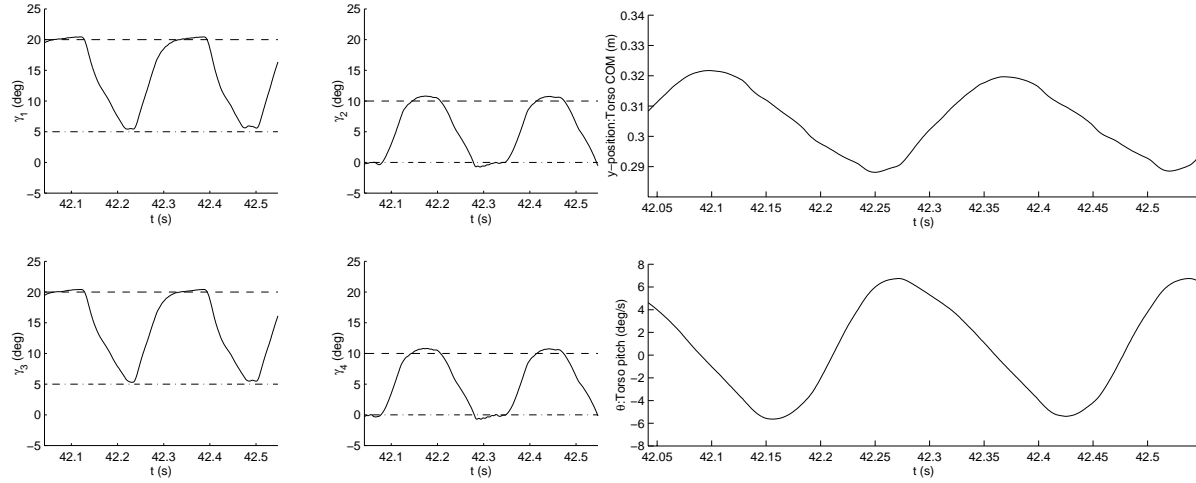 25
20
15
10
5
0
−5
γ1 (deg)
42.1 42.2 42.3 42.4 42.5
t (s)
25
20
15
10
5
0
−5
γ2 (deg)
42.1 42.2 42.3 42.4 42.5
t (s)
0.34
0.33
0.32
0.31
0.3
0.29
y−position:Torso COM (m)
42.05 42.1 42.15 42.2 42.25 42.3 42.35 42.4 42.45 42.5
t (s)
25
20
15
10
5
0
−5
γ3 (deg)
42.1 42.2 42.3 42.4 42.5
t (s)
25
20
15
10
5
0
−5
γ4 (deg)
42.1 42.2 42.3 42.4 42.5
t (s)
8
6
4
2
0
−2
−4
−6
−8
θ:Torso pitch (deg/s)
42.05 42.1 42.15 42.2 42.25 42.3 42.35 42.4 42.45 42.5
t (s)